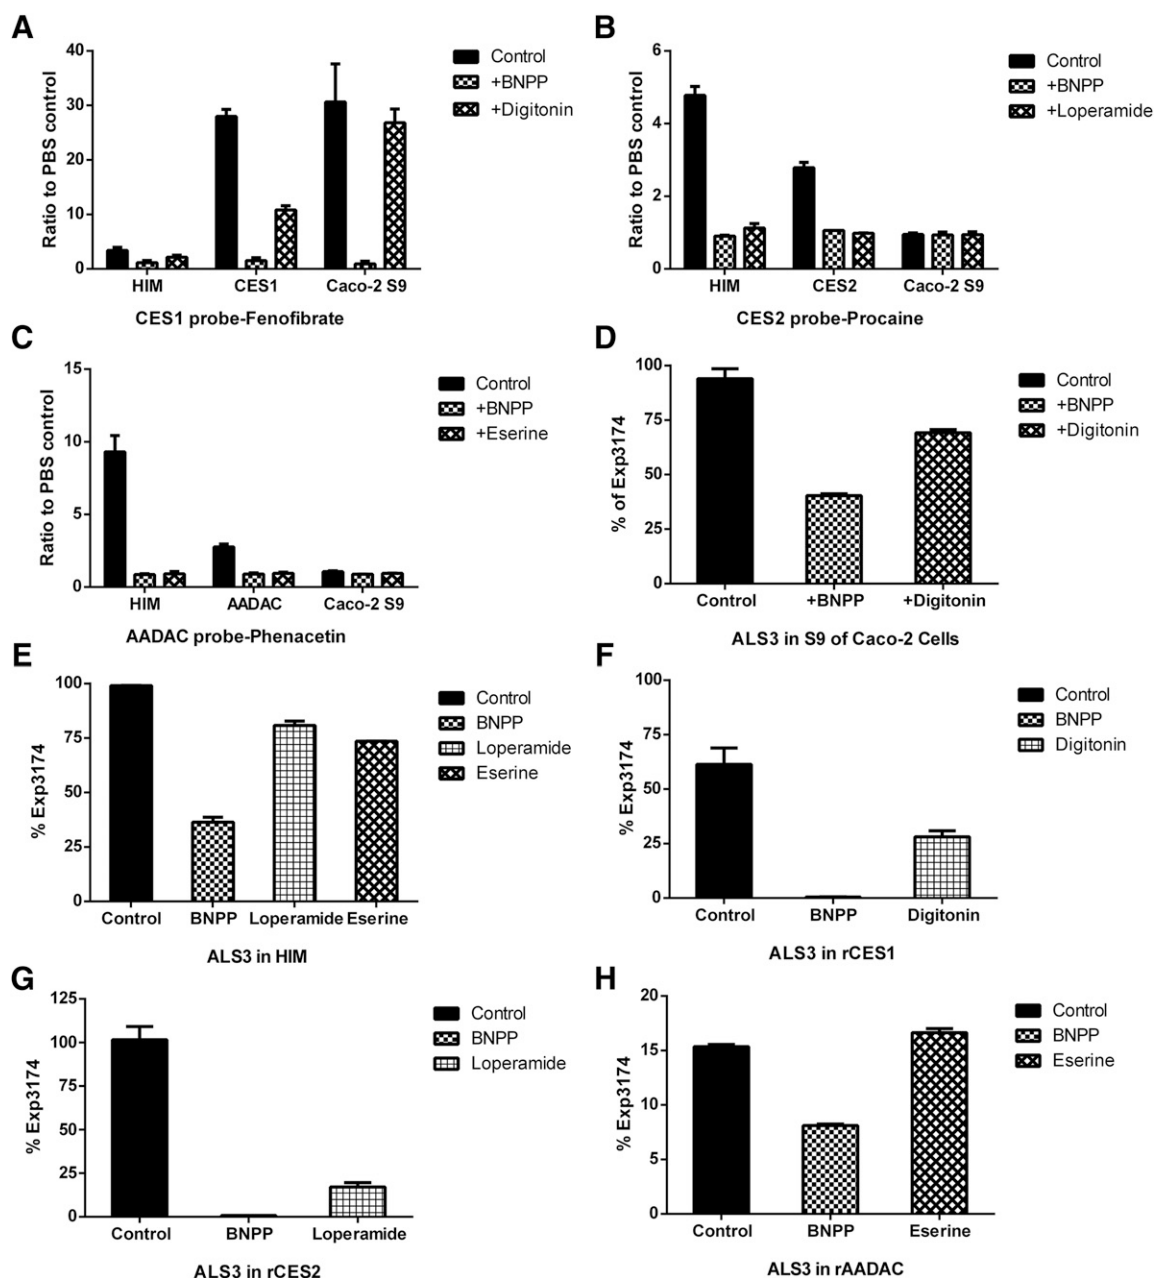 A
40
30
20
10
0
Ratio to PBS control
Control
+BNPP
+Digitonin
HIM CES1 Caco-2 S9
CES1 probe-Fenofibrate
B
6
4
2
0
Ratio to PBS control
Control
+BNPP
+Loperamide
HIM CES2 Caco-2 S9
CES2 probe-Procaine
C
15
10
5
0
Ratio to PBS control
Control
+BNPP
+Eserine
HIM AADAC Caco-2 S9
AADAC probe-Phenacetin
D
100
75
50
25
0
% of Exp3174
Control
+BNPP
+Digitonin
Control +BNPP +Digitonin
ALS3 in S9 of Caco-2 Cells
E
100
75
50
25
0
% Exp3174
Control
BNPP
Loperamide
Eserine
Control BNPP Loperamide Eserine
ALS3 in HIM
F
100
75
50
25
0
% Exp3174
Control
BNPP
Digitonin
Control BNPP Digitonin
ALS3 in rCES1
G
125
100
75
50
25
0
% Exp3174
Control
BNPP
Loperamide
Control BNPP Loperamide
ALS3 in rCES2
H
20
15
10
5
0
% Exp3174
Control
BNPP
Eserine
Control BNPP Eserine
ALS3 in rAADAC